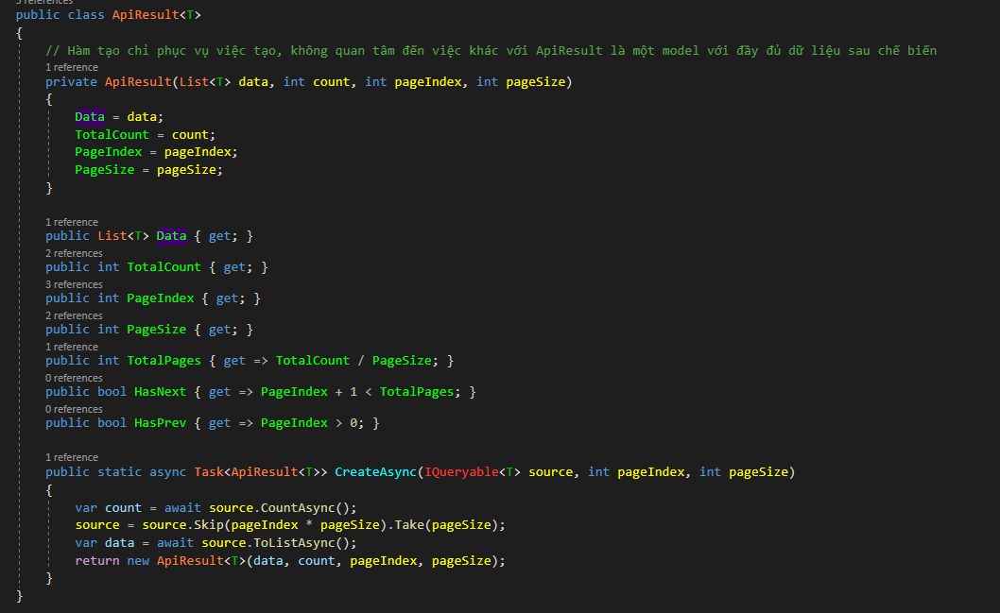 5 references
public class ApiResult<T>
{
// Hàm tạo chỉ phục vụ việc tạo, không quan tâm đến việc khác với ApiResult là một model với đầy đủ dữ liệu sau chế biến
1 reference
private ApiResult(List<T> data, int count, int pageIndex, int pageSize)
{
Data = data;
TotalCount = count;
PageIndex = pageIndex;
PageSize = pageSize;
}
1 reference
public List<T> Data { get; }
2 references
public int TotalCount { get; }
3 references
public int PageIndex { get; }
2 references
public int PageSize { get; }
1 reference
public int TotalPages { get => TotalCount / PageSize; }
0 references
public bool HasNext { get => PageIndex + 1 < TotalPages; }
0 references
public bool HasPrev { get => PageIndex > 0; }
1 reference
public static async Task<ApiResult<T>> CreateAsync(IQueryable<T> source, int pageIndex, int pageSize)
{
var count = await source.CountAsync();
source = source.Skip(pageIndex * pageSize).Take(pageSize);
var data = await source.ToListAsync();
return new ApiResult<T>(data, count, pageIndex, pageSize);
}
}